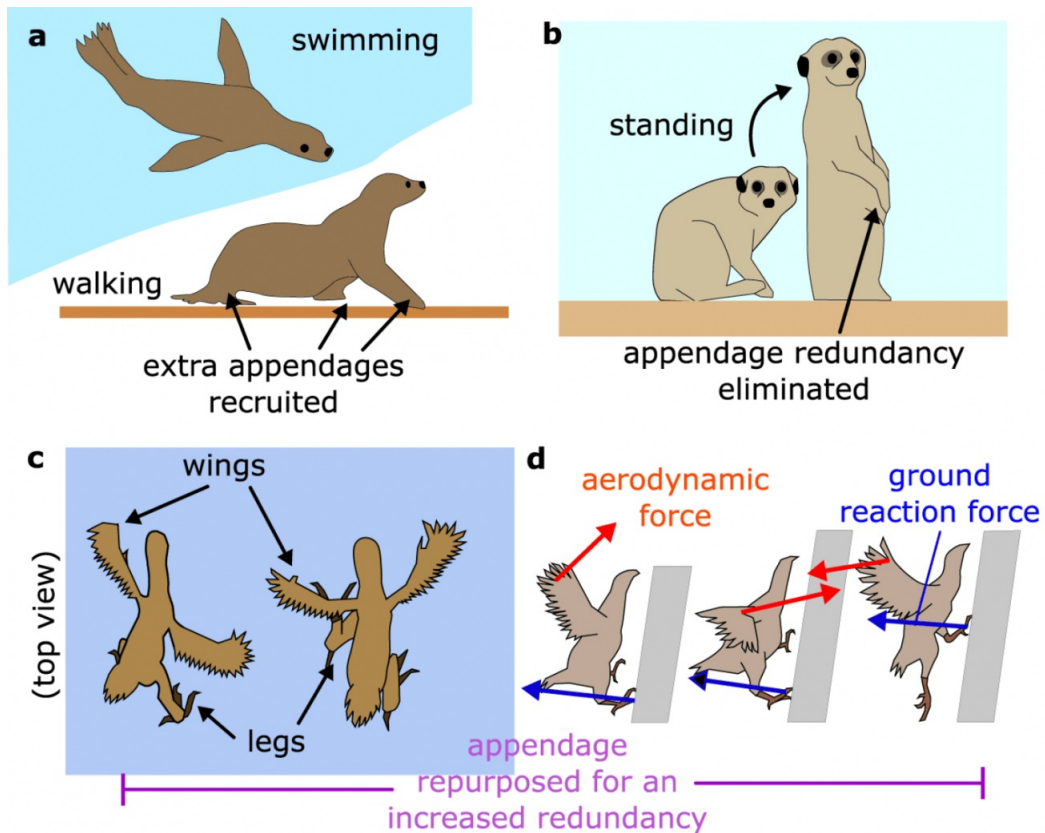 a
swimming
walking
extra appendages
recruited
b
standing
appendage redundancy
eliminated
c
wings
(top view)
legs
d
aerodynamic
force
ground
reaction force
appendage
repurposed for an
increased redundancy